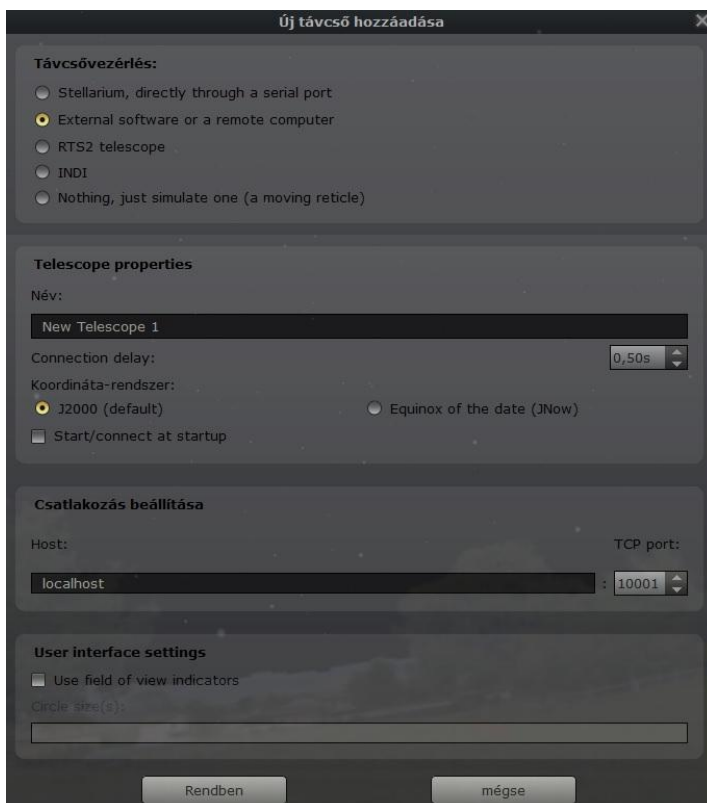 Új távcső hozzáadása
Távcsővezérlés:
Stellarium, directly through a serial port
External software or a remote computer
RTS2 telescope
INDI
Nothing, just simulate one (a moving reticle)
Telescope properties
Név:
New Telescope 1
Connection delay: 0,50s
Koordináta-rendszer:
J2000 (default) Equinox of the date (JNow)
Start/connect at startup
Csatlakozás beállítása
Host: TCP port:
localhost : 10001
User interface settings
Use field of view indicators
Circle size(s):
Rendben mégse